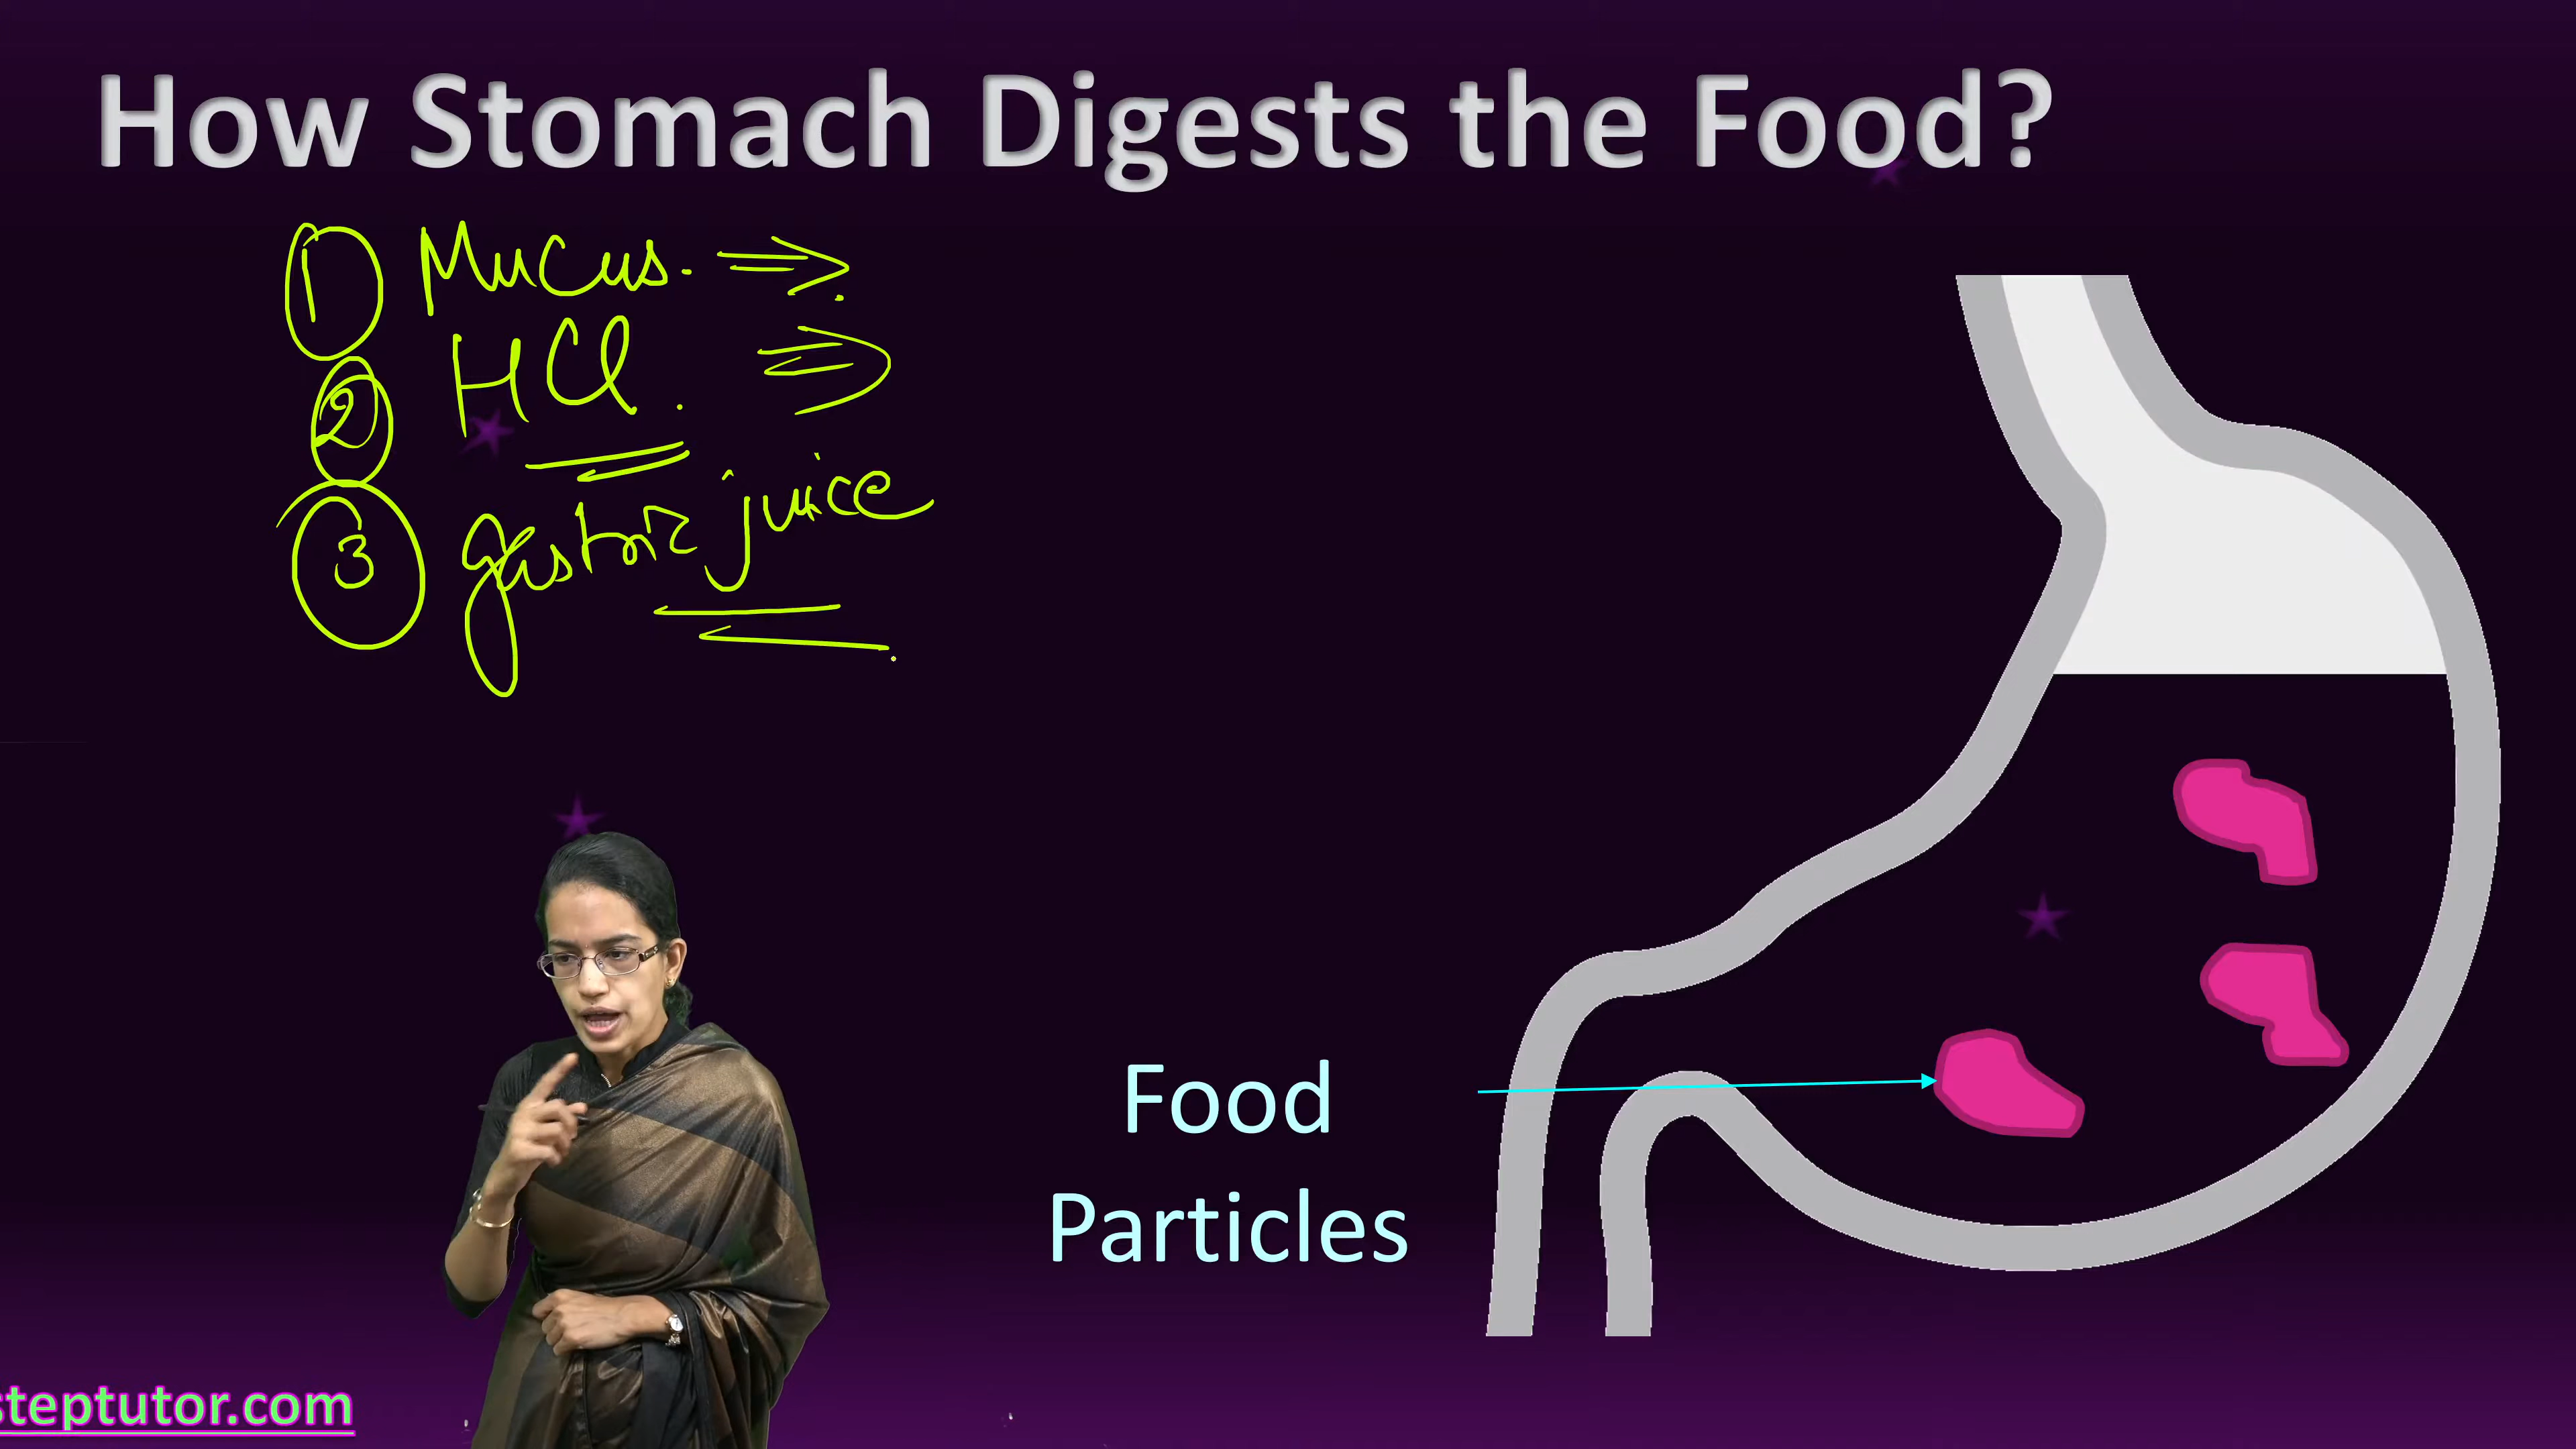 How Stomach Digests the Food?
1 Mucus.
2 HCl.
3 gastric juice
Food
Particles
steptutor.com